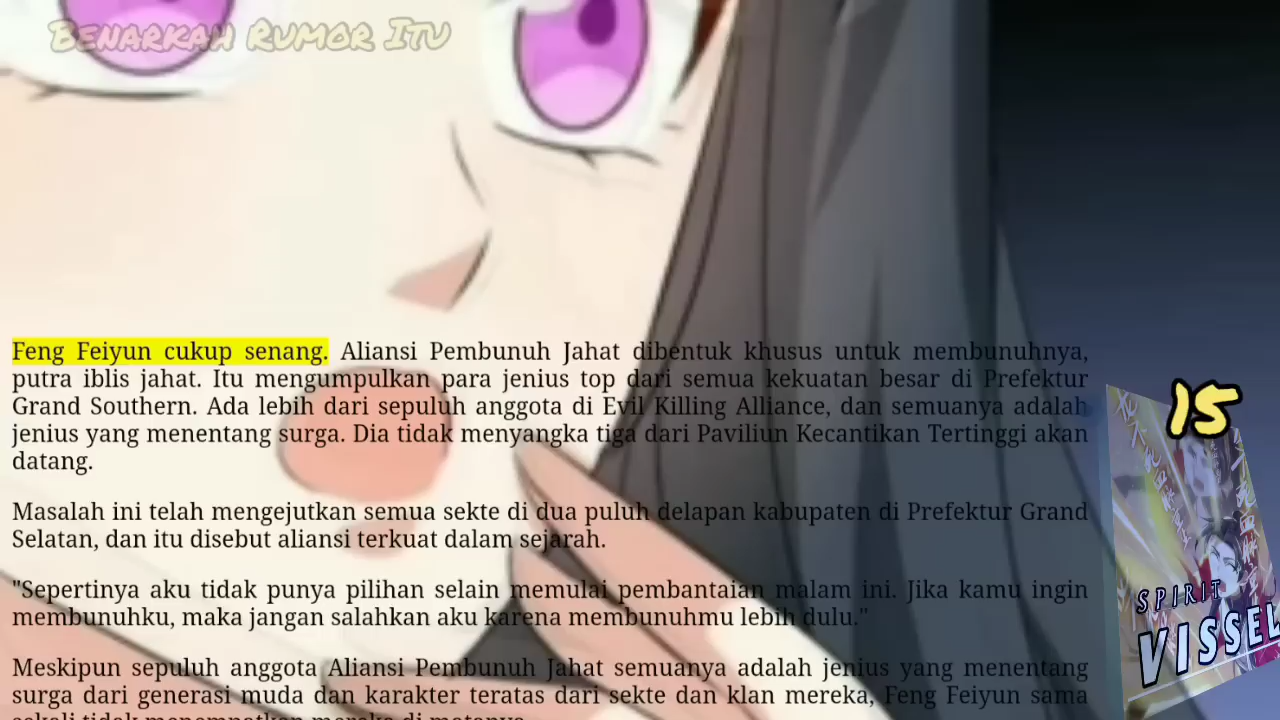 Benarkah Rumor Itu
Feng Feiyun cukup senang. Aliansi Pembunuh Jahat dibentuk khusus untuk membunuhnya,
putra iblis jahat. Itu mengumpulkan para jenius top dari semua kekuatan besar di Prefektur
Grand Southern. Ada lebih dari sepuluh anggota di Evil Killing Alliance, dan semuanya adalah
jenius yang menentang surga. Dia tidak menyangka tiga dari Paviliun Kecantikan Tertinggi akan
datang.
Masalah ini telah mengejutkan semua sekte di dua puluh delapan kabupaten di Prefektur Grand
Selatan, dan itu disebut aliansi terkuat dalam sejarah.
"Sepertinya aku tidak punya pilihan selain memulai pembantaian malam ini. Jika kamu ingin
membunuhku, maka jangan salahkan aku karena membunuhmu lebih dulu."
Meskipun sepuluh anggota Aliansi Pembunuh Jahat semuanya adalah jenius yang menentang
surga dari generasi muda dan karakter teratas dari sekte dan klan mereka, Feng Feiyun sama
sekali tidak menempatkan mereka di matanya.
15
SPIRIT
VISSEL